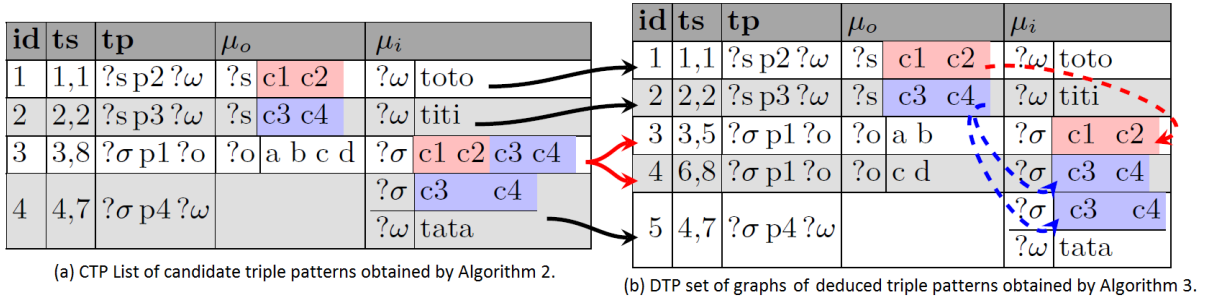 id ts tp μo μi
1 1,1 ?s p2 ?ω ?s c1 c2 ?ω toto
2 2,2 ?s p3 ?ω ?s c3 c4 ?ω titi
3 3,8 ?σ p1 ?o ?o a b c d ?σ c1 c2 c3 c4
4 4,7 ?σ p4 ?ω ?σ c3 c4
?ω tata
(a) CTP List of candidate triple patterns obtained by Algorithm 2.
id ts tp μo μi
1 1,1 ?s p2 ?ω ?s c1 c2 ?ω toto
2 2,2 ?s p3 ?ω ?s c3 c4 ?ω titi
3 3,5 ?σ p1 ?o ?o a b ?σ c1 c2
4 6,8 ?σ p1 ?o ?o c d ?σ c3 c4
5 4,7 ?σ p4 ?ω ?σ c3 c4
?ω tata
(b) DTP set of graphs of deduced triple patterns obtained by Algorithm 3.